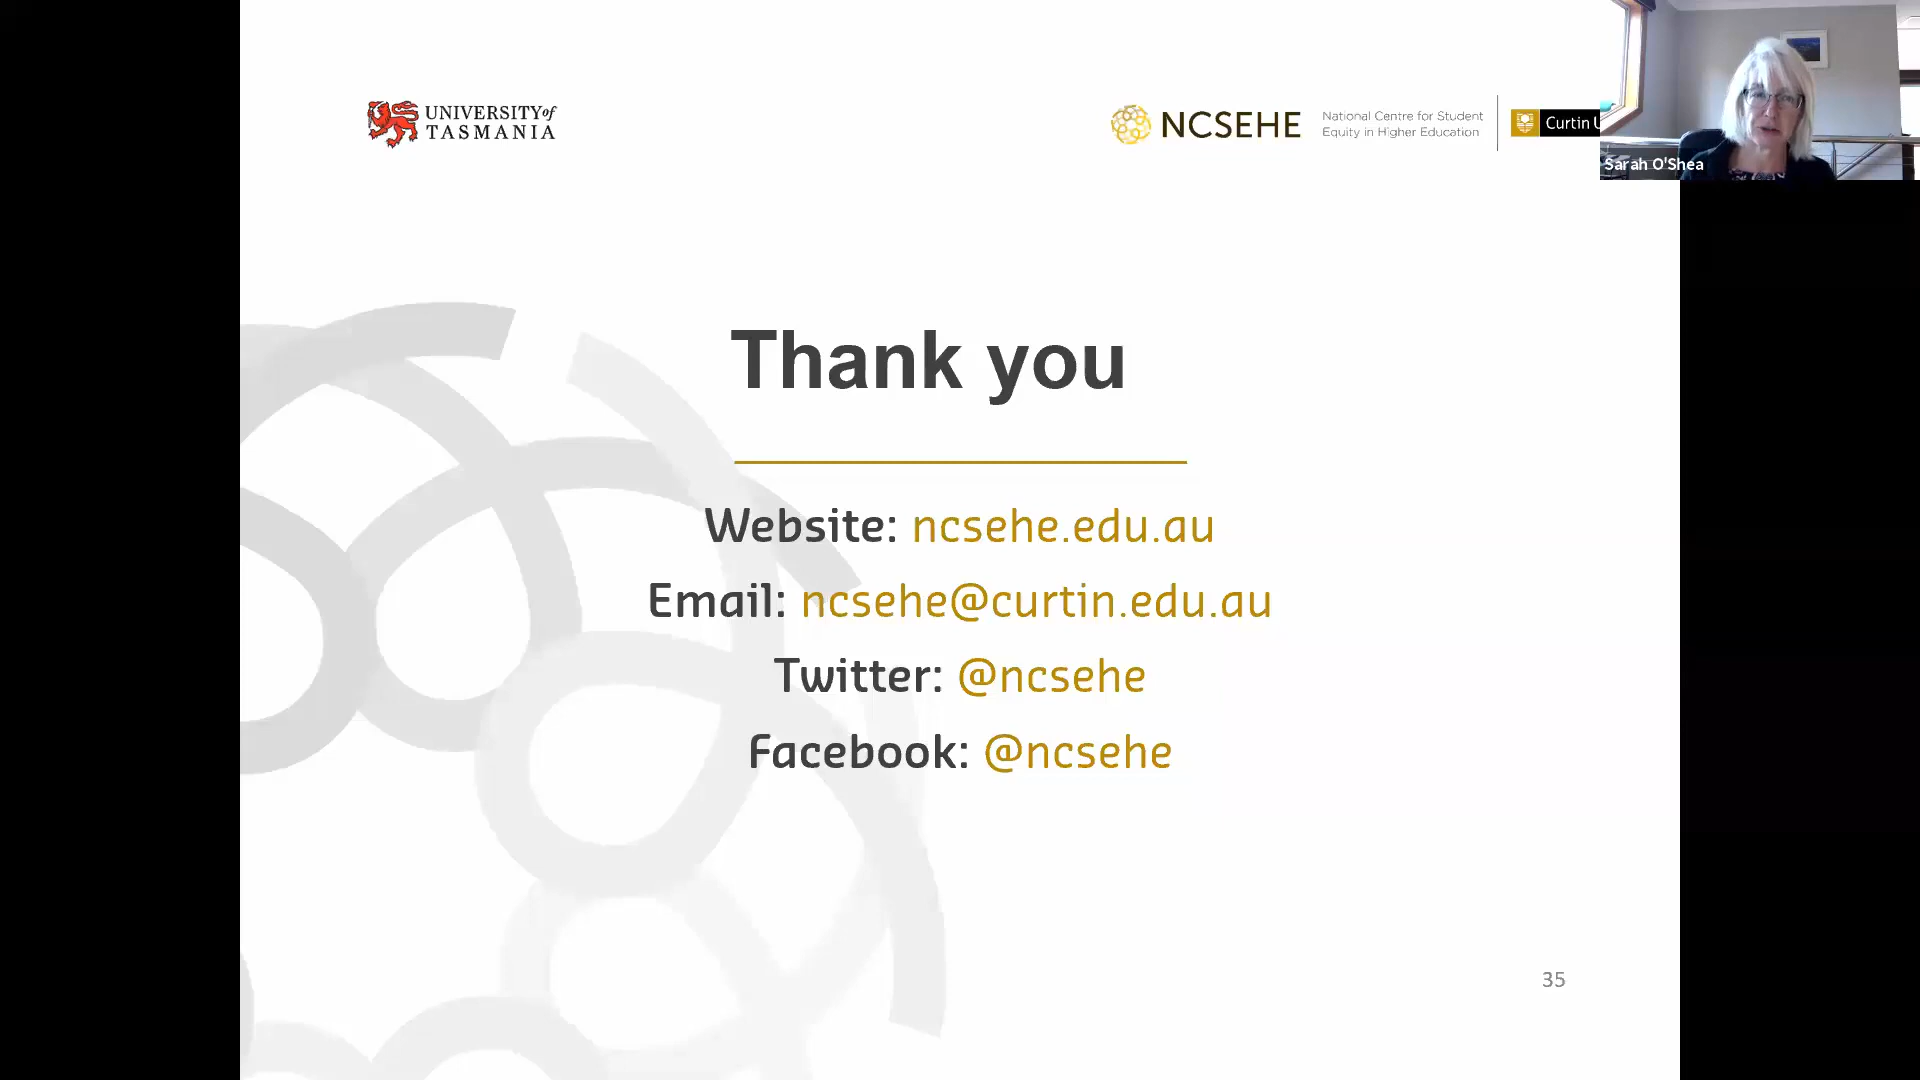 UNIVERSITY of
TASMANIA
NCSEHE
National Centre for Student
Equity in Higher Education
Curtin
Sarah O'Shea
Thank you
Website: ncsehe.edu.au
Email: ncsehe@curtin.edu.au
Twitter: @ncsehe
Facebook: @ncsehe
35